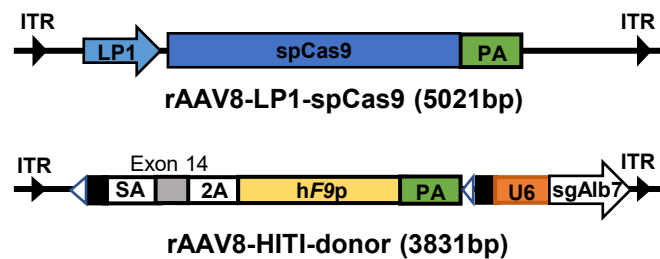 ITR ITR
LP1 spCas9 PA
rAAV8-LP1-spCas9 (5021bp)
Exon 14
ITR ITR
SA 2A hF9p PA U6 sgAlb7
rAAV8-HITI-donor (3831bp)